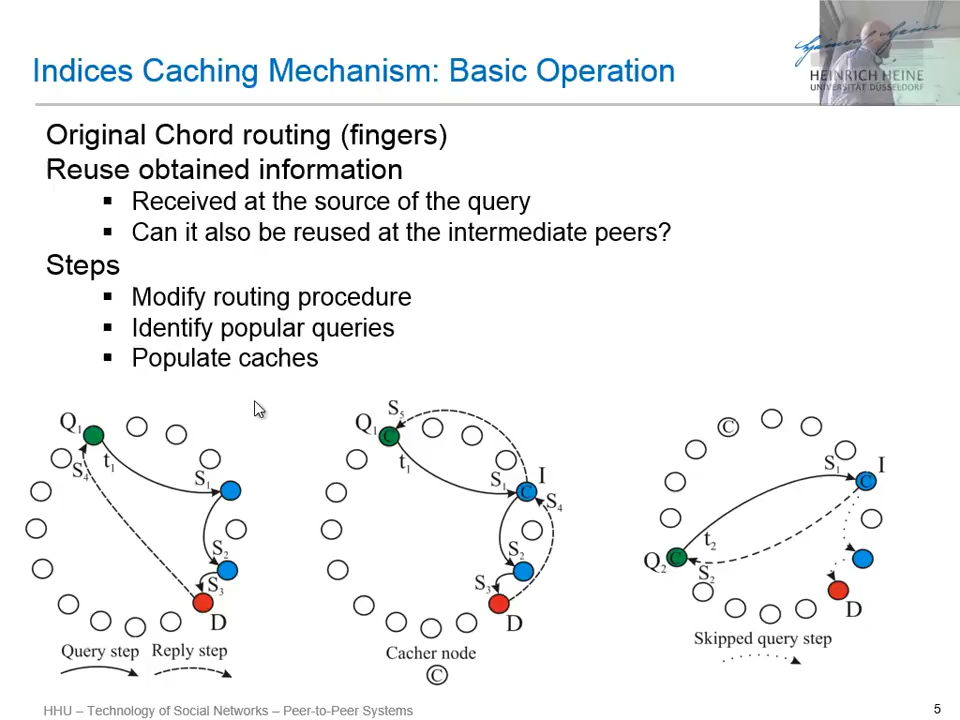 Indices Caching Mechanism: Basic Operation
Heinrich Heine
HEINRICH HEINE
UNIVERSITÄT DÜSSELDORF
Original Chord routing (fingers)
Reuse obtained information
▪ Received at the source of the query
▪ Can it also be reused at the intermediate peers?
Steps
▪ Modify routing procedure
▪ Identify popular queries
▪ Populate caches
Q₁
t₁
S₁
S₄
S₂
S₃
D
Query step
Reply step
S₅
Q₁
C
t₁
S₁
I
C
S₄
S₂
S₃
D
Cacher node
C
C
S₁
I
C
Q₂
C
t₂
S₂
D
Skipped query step
HHU – Technology of Social Networks – Peer-to-Peer Systems
5